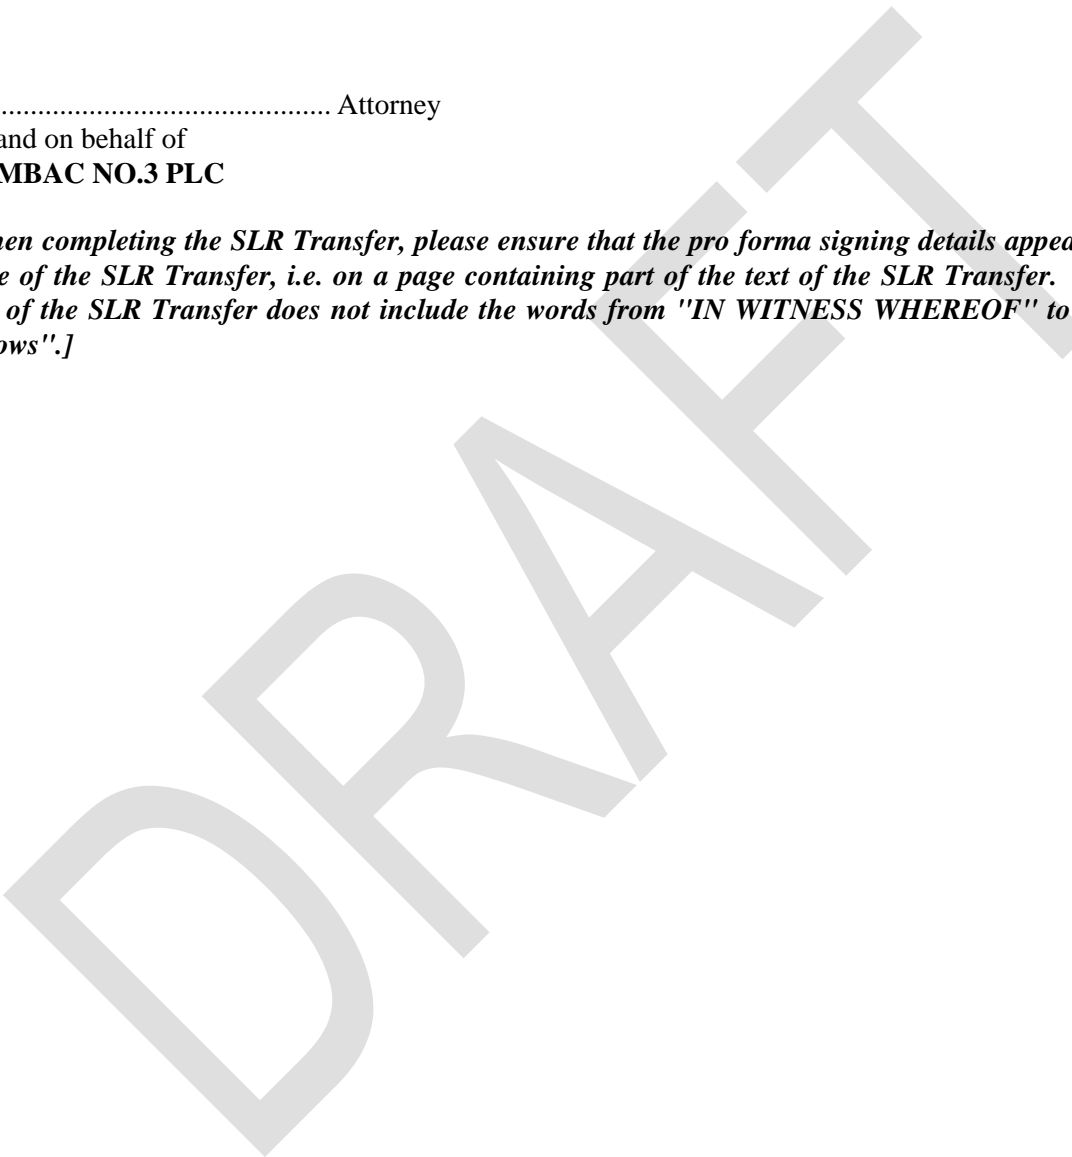 .............................................. Attorney
and on behalf of
MBAC NO.3 PLC
hen completing the SLR Transfer, please ensure that the pro forma signing details appea
e of the SLR Transfer, i.e. on a page containing part of the text of the SLR Transfer.
of the SLR Transfer does not include the words from "IN WITNESS WHEREOF" to
ows".]
DRAFT